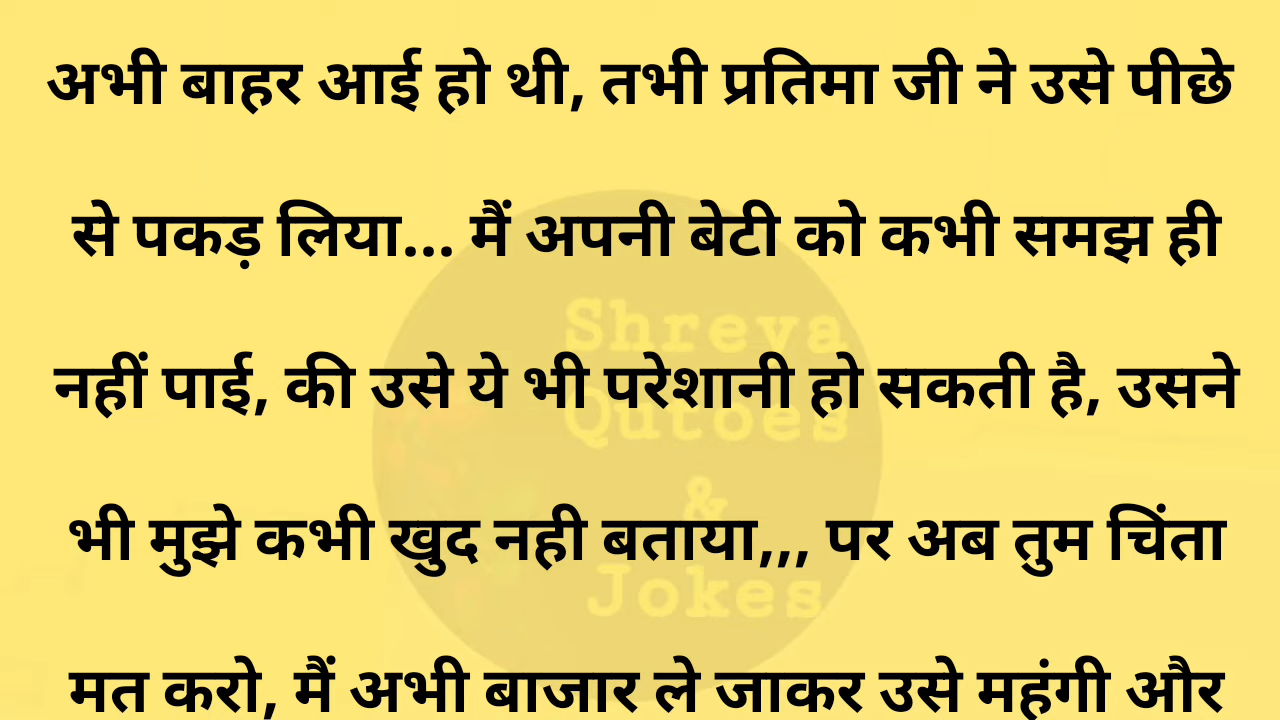 अभी बाहर आई हो थी, तभी प्रतिमा जी ने उसे पीछे
से पकड़ लिया... मैं अपनी बेटी को कभी समझ ही
Shreya
नहीं पाई, की उसे ये भी परेशानी हो सकती है, उसने
Qutoes
&
भी मुझे कभी खुद नही बताया,,, पर अब तुम चिंता
Jokes
मत करो, मैं अभी बाजार ले जाकर उसे महंगी और